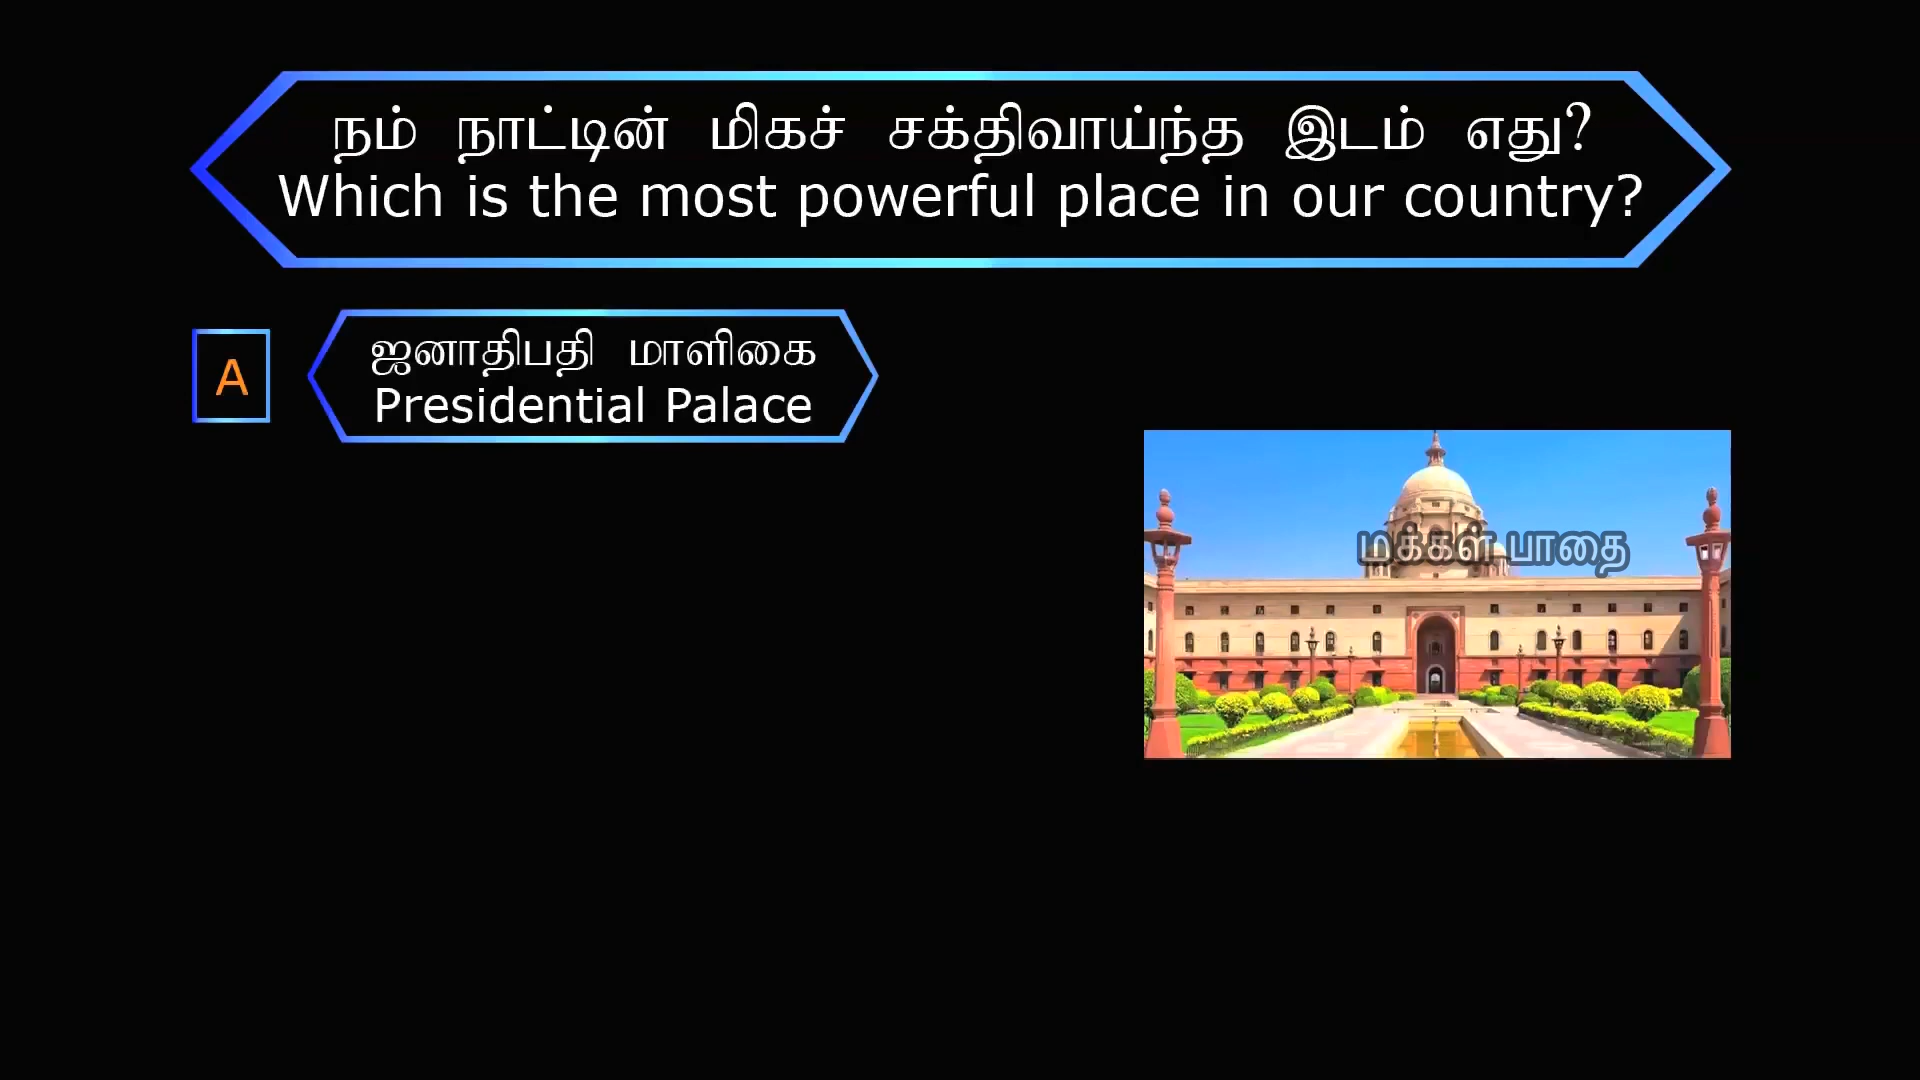 நம் நாட்டின் மிகச் சக்திவாய்ந்த இடம் எது?
Which is the most powerful place in our country?
A
ஜனாதிபதி மாளிகை
Presidential Palace
மக்கள் பாதை